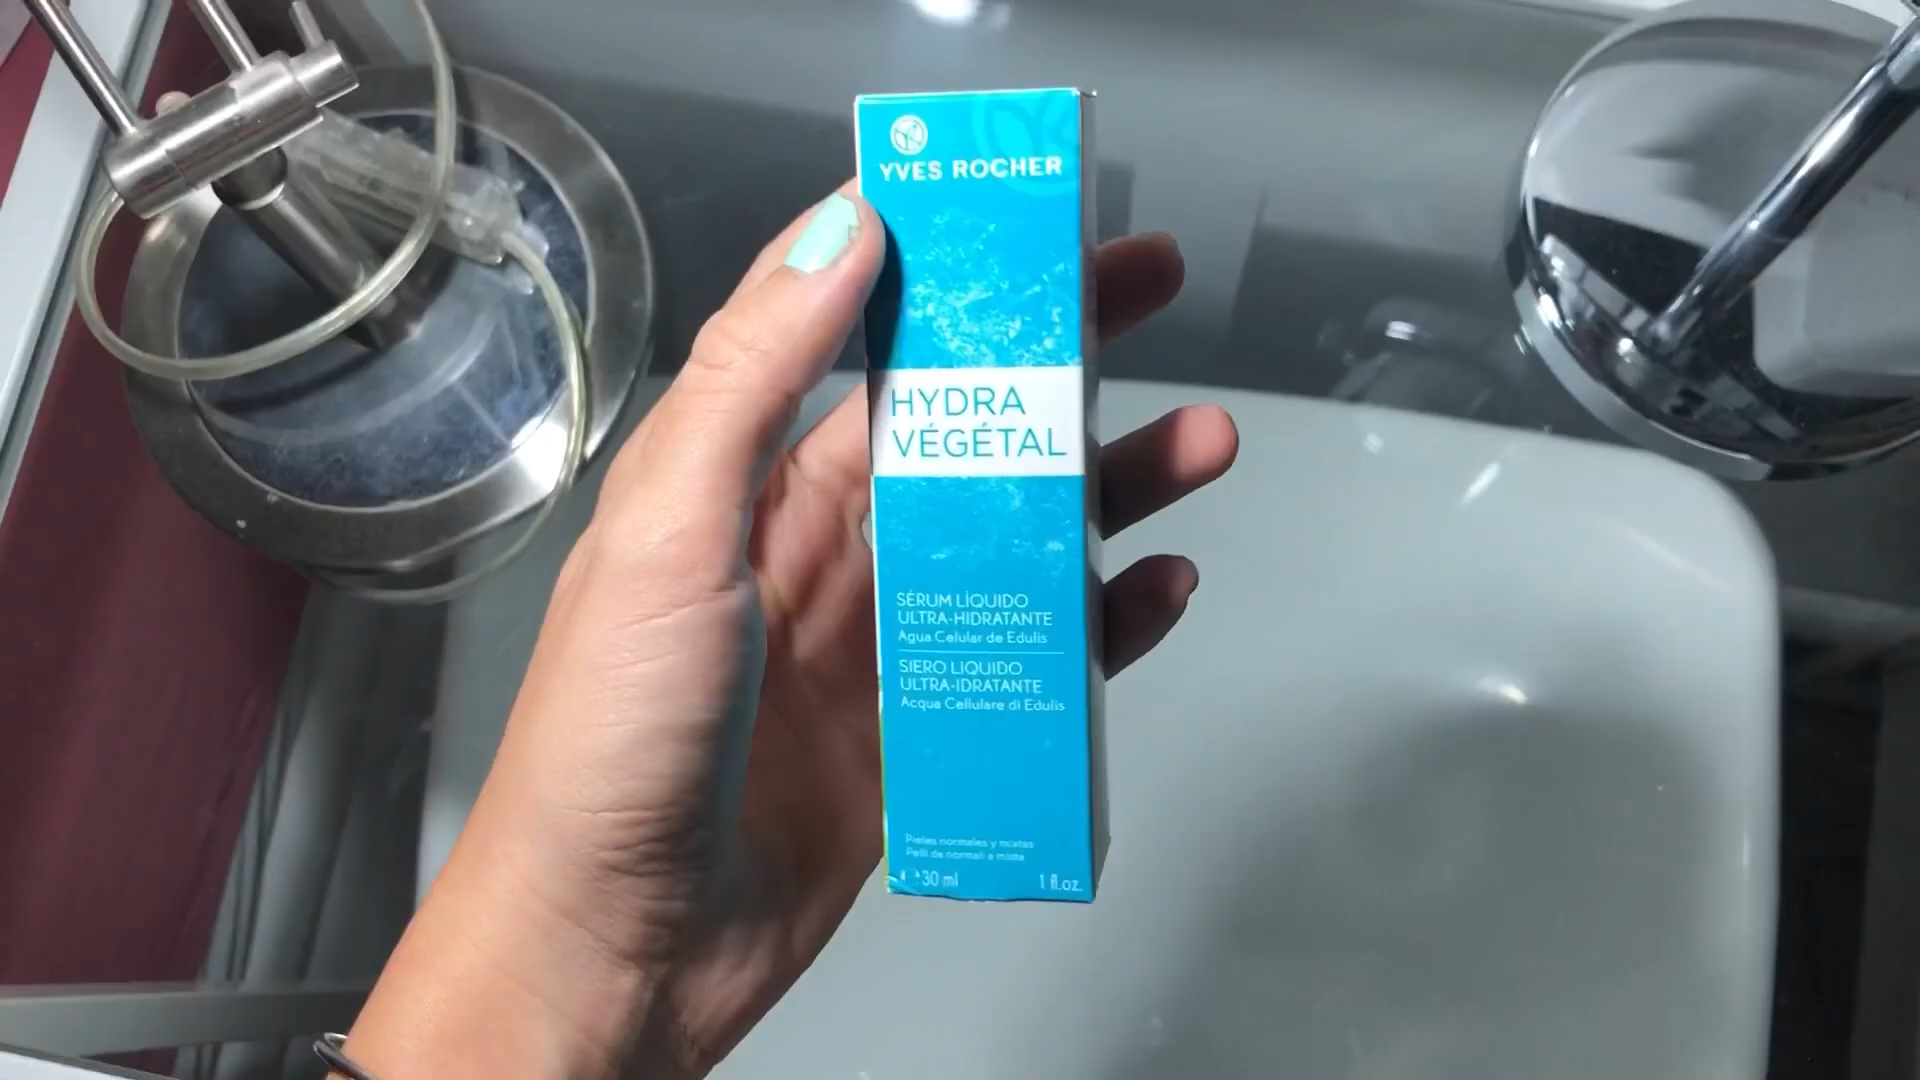 YVES ROCHER
HYDRA
VÉGÉTAL
SÉRUM LÍQUIDO
ULTRA-HIDRATANTE
Agua Celular de Edulis
SIERO LIQUIDO
ULTRA-IDRATANTE
Acqua Cellulare di Edulis
Pieles normales y mixtas
Pelli da normali a miste
30 ml 1 fl.oz.